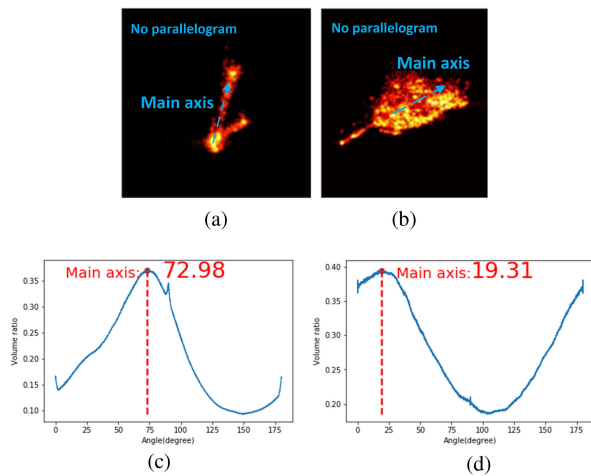 No parallelogram
Main axis
(a)
No parallelogram
Main axis
(b)
Main axis: 72.98
0.35
0.30
0.25
0.20
0.15
0.10
Volume ratio
0 25 50 75 100 125 150 175
Angle(degree)
(c)
Main axis:19.31
0.40
0.35
0.30
0.25
0.20
Volume ratio
0 25 50 75 100 125 150 175
Angle(degree)
(d)